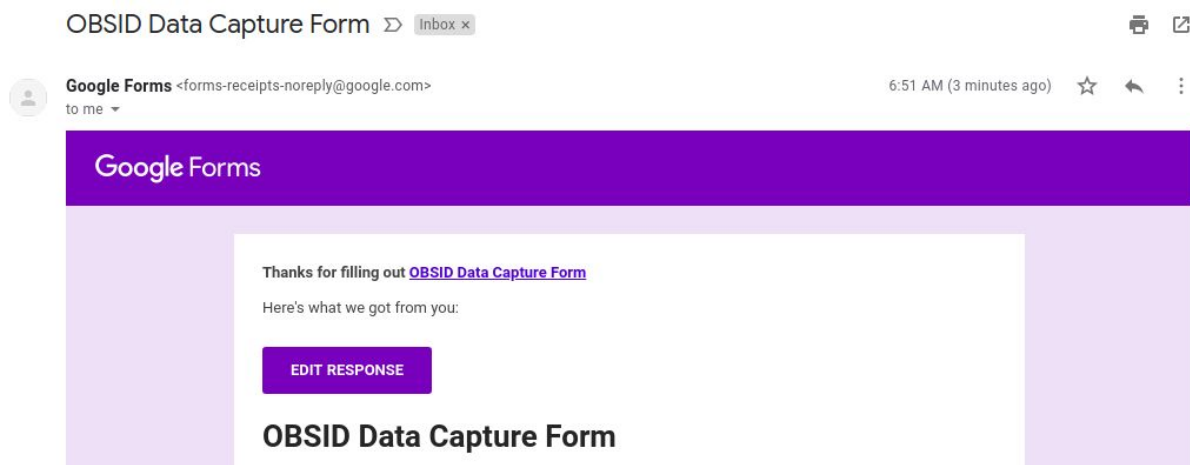 OBSID Data Capture Form Inbox ×
Google Forms <forms-receipts-noreply@google.com> 6:51 AM (3 minutes ago)
to me
Google Forms
Thanks for filling out OBSID Data Capture Form
Here's what we got from you:
EDIT RESPONSE
OBSID Data Capture Form